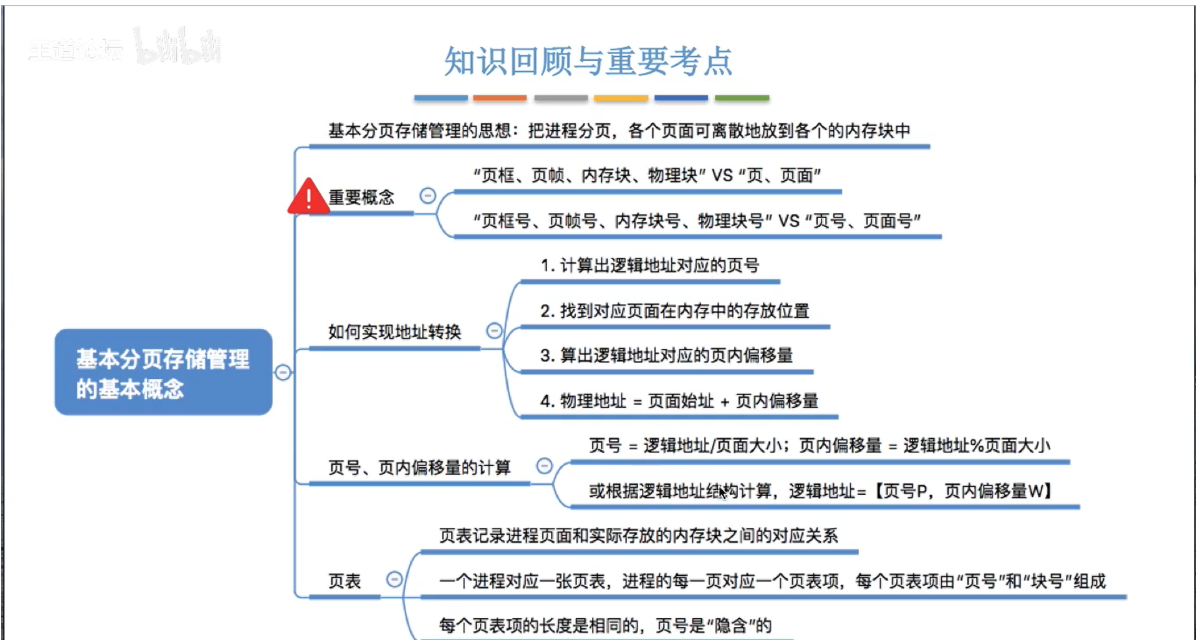 王道论坛 bilibili
知识回顾与重要考点
基本分页存储管理的思想：把进程分页，各个页面可离散地放到各个的内存块中
重要概念
“页框、页帧、内存块、物理块” VS “页、页面”
“页框号、页帧号、内存块号、物理块号” VS “页号、页面号”
基本分页存储管理
的基本概念
如何实现地址转换
1. 计算出逻辑地址对应的页号
2. 找到对应页面在内存中的存放位置
3. 算出逻辑地址对应的页内偏移量
4. 物理地址 = 页面始址 + 页内偏移量
页号、页内偏移量的计算
页号 = 逻辑地址/页面大小；页内偏移量 = 逻辑地址%页面大小
或根据逻辑地址结构计算，逻辑地址=【页号P，页内偏移量W】
页表
页表记录进程页面和实际存放的内存块之间的对应关系
一个进程对应一张页表，进程的每一页对应一个页表项，每个页表项由“页号”和“块号”组成
每个页表项的长度是相同的，页号是“隐含”的